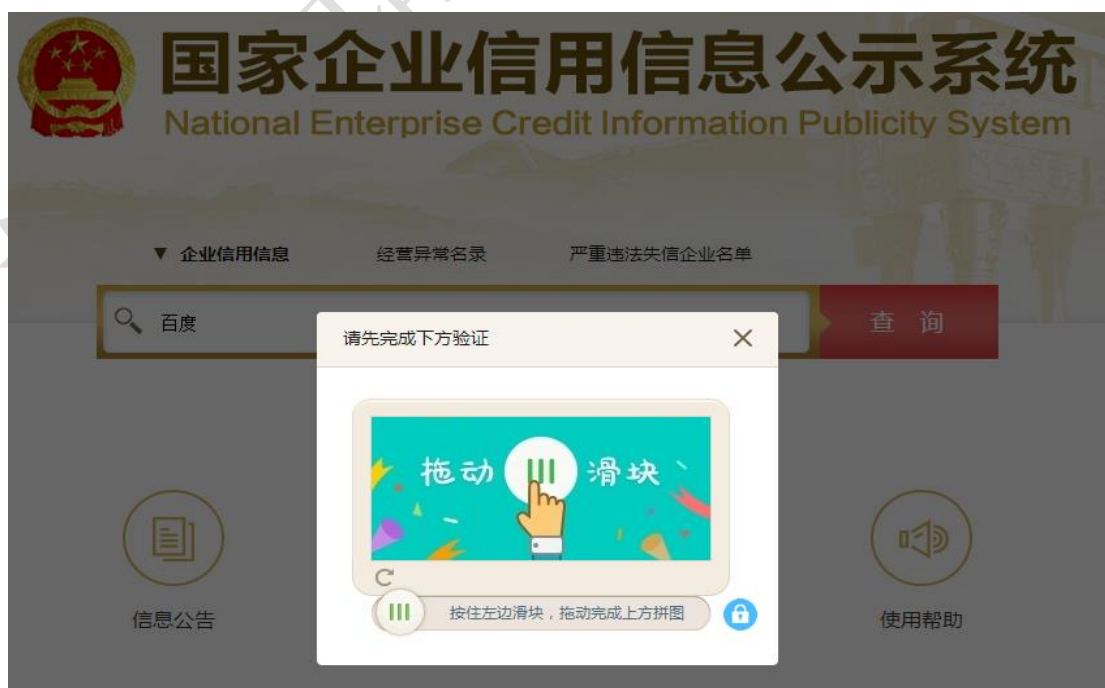 国家企业信用信息公示系统
National Enterprise Credit Information Publicity System
▼ 企业信用信息 经营异常名录 严重违法失信企业名单
百度 查 询
请先完成下方验证
拖动 滑块
按住左边滑块，拖动完成上方拼图
信息公告 使用帮助